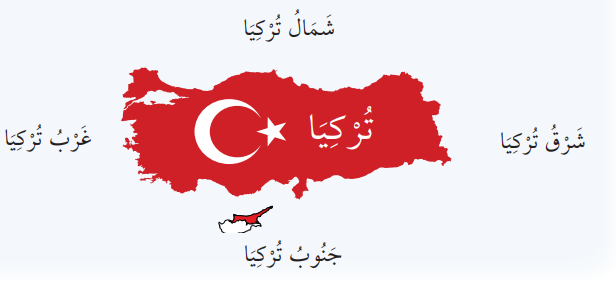 شَمَالُ تُرْكِيَا
تُرْكِيَا
شَرْقُ تُرْكِيَا
غَرْبُ تُرْكِيَا
جَنُوبُ تُرْكِيَا